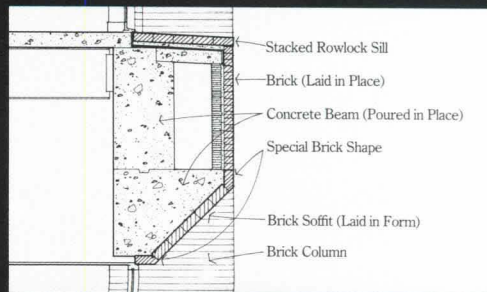 Stacked Rowlock Sill
Brick (Laid in Place)
Concrete Beam (Poured in Place)
Special Brick Shape
Brick Soffit (Laid in Form)
Brick Column